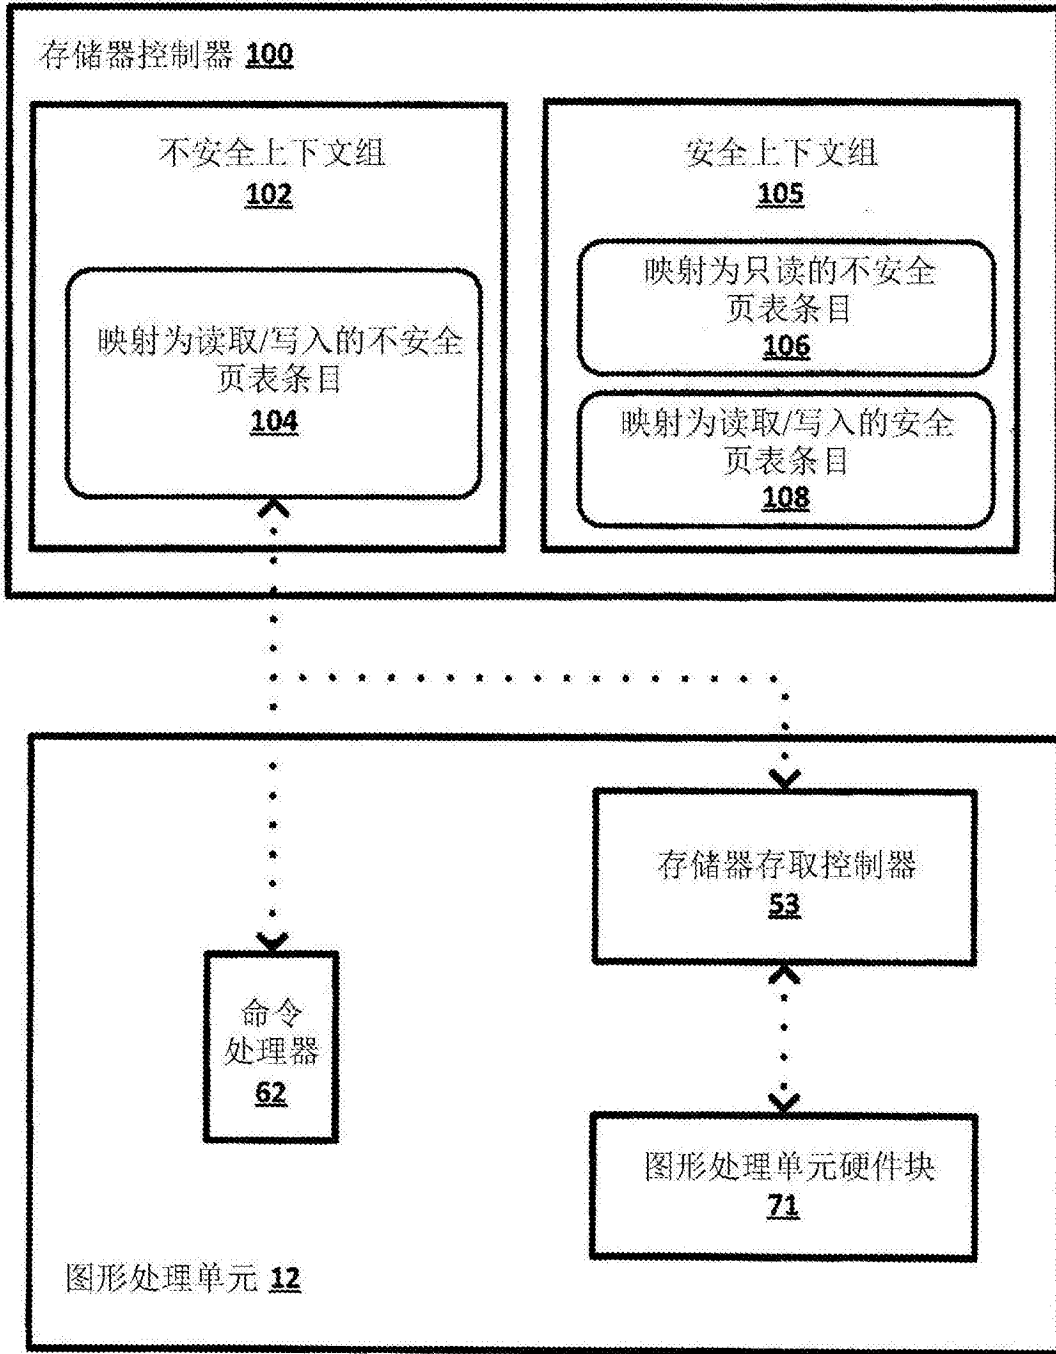 存储器控制器 100
不安全上下文组
102
映射为读取/写入的不安全
页表条目
104
安全上下文组
105
映射为只读的不安全
页表条目
106
映射为读取/写入的安全
页表条目
108
存储器存取控制器
53
命令
处理器
62
图形处理单元硬件块
71
图形处理单元 12